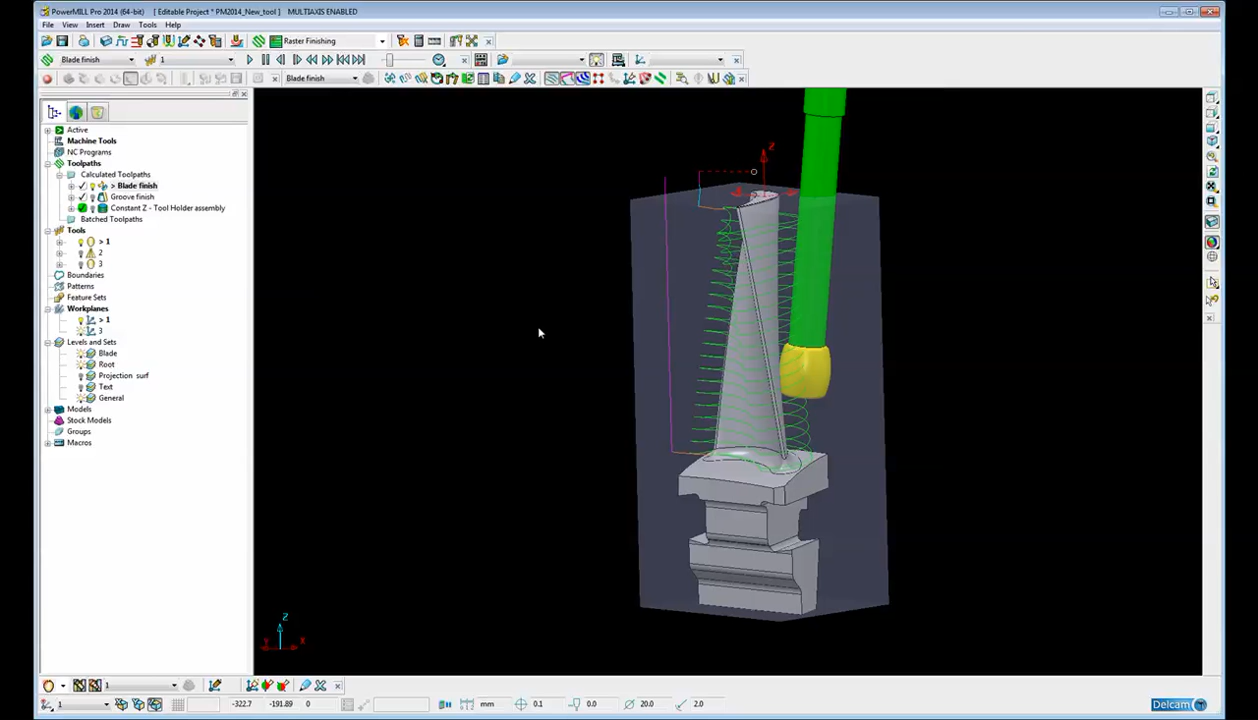 PowerMILL Pro 2014 (64-bit) - [ Editable Project * PM2014_New_tool ] MULTIAXIS ENABLED
File View Insert Draw Tools Help
Raster Finishing
Blade finish 1
Blade finish
Active
Machine Tools
NC Programs
Toolpaths
Calculated Toolpaths
> Blade finish
Groove finish
Constant Z - Tool Holder assembly
Batched Toolpaths
Tools
> 1
2
3
Boundaries
Patterns
Feature Sets
Workplanes
> 1
3
Levels and Sets
Blade
Root
Projection surf
Text
General
Models
Stock Models
Groups
Macros
Z
Z
Y X
1
1 -322.7 -191.89 0 mm 0.1 0.0 20.0 2.0
Delcam